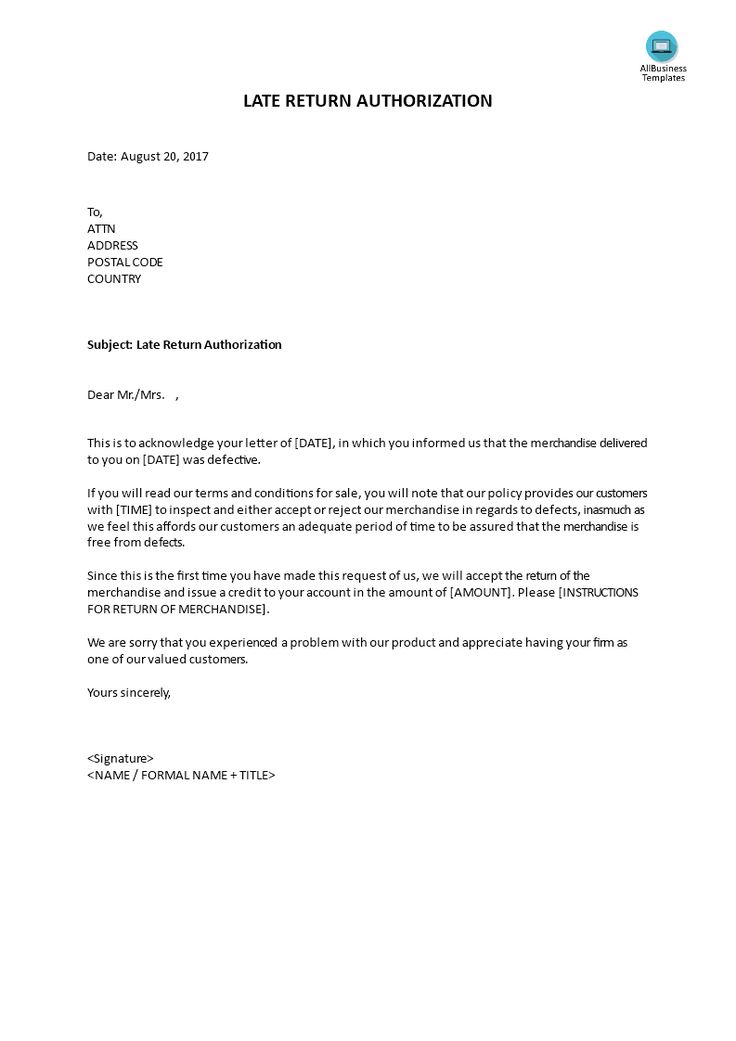 AllBusiness
Templates
LATE RETURN AUTHORIZATION
Date: August 20, 2017
To,
ATTN
ADDRESS
POSTAL CODE
COUNTRY
Subject: Late Return Authorization
Dear Mr./Mrs.   ,
This is to acknowledge your letter of [DATE], in which you informed us that the merchandise delivered
to you on [DATE] was defective.
If you will read our terms and conditions for sale, you will note that our policy provides our customers
with [TIME] to inspect and either accept or reject our merchandise in regards to defects, inasmuch as
we feel this affords our customers an adequate period of time to be assured that the merchandise is
free from defects.
Since this is the first time you have made this request of us, we will accept the return of the
merchandise and issue a credit to your account in the amount of [AMOUNT]. Please [INSTRUCTIONS
FOR RETURN OF MERCHANDISE].
We are sorry that you experienced a problem with our product and appreciate having your firm as
one of our valued customers.
Yours sincerely,
<Signature>
<NAME / FORMAL NAME + TITLE>